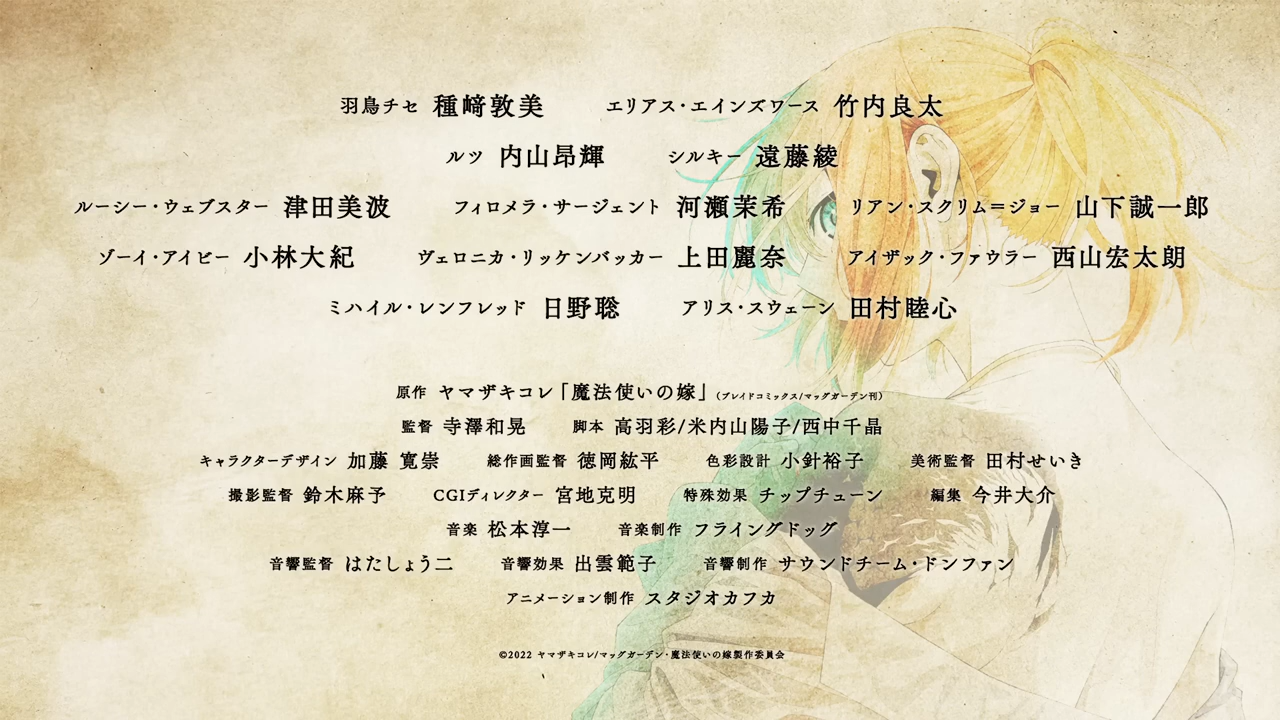 羽鳥チセ 種﨑敦美 エリアス・エインズワース 竹内良太
ルツ 内山昂輝 シルキー 遠藤綾
ルーシー・ウェブスター 津田美波 フィロメラ・サージェント 河瀬茉希 リアン・スクリム＝ジョー 山下誠一郎
ゾーイ・アイビー 小林大紀 ヴェロニカ・リッケンバッカー 上田麗奈 アイザック・ファウラー 西山宏太朗
ミハイル・レンフレッド 日野聡 アリス・スウェーン 田村睦心
原作 ヤマザキコレ「魔法使いの嫁」（ブレイドコミックス/マッグガーデン刊）
監督 寺澤和晃 脚本 高羽彩/米内山陽子/西中千晶
キャラクターデザイン 加藤 寛崇 総作画監督 徳岡紘平 色彩設計 小針裕子 美術監督 田村せいき
撮影監督 鈴木麻予 CGIディレクター 宮地克明 特殊効果 チップチューン 編集 今井大介
音楽 松本淳一 音楽制作 フライングドッグ
音響監督 はたしょう二 音響効果 出雲範子 音響制作 サウンドチーム・ドンファン
アニメーション制作 スタジオカフカ
©2022 ヤマザキコレ/マッグガーデン・魔法使いの嫁製作委員会